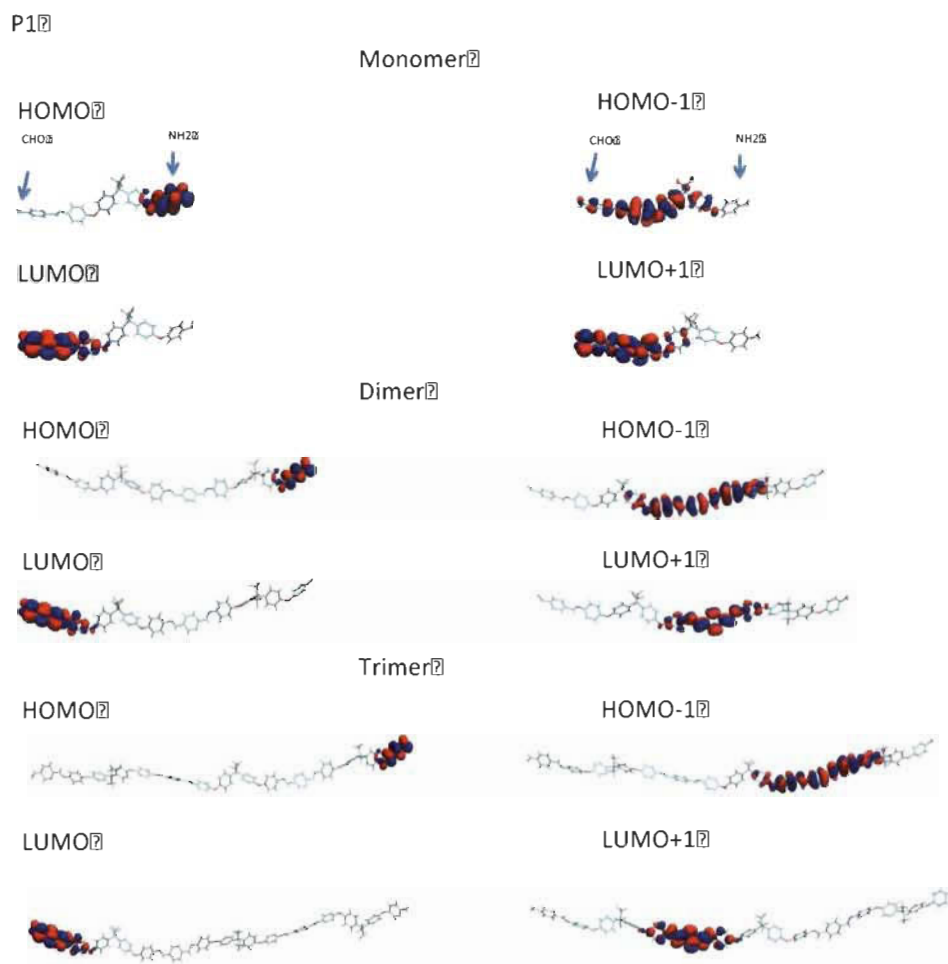 P1
Monomer
HOMO HOMO-1
CHO NH2 CHO NH2
LUMO LUMO+1
Dimer
HOMO HOMO-1
LUMO LUMO+1
Trimer
HOMO HOMO-1
LUMO LUMO+1